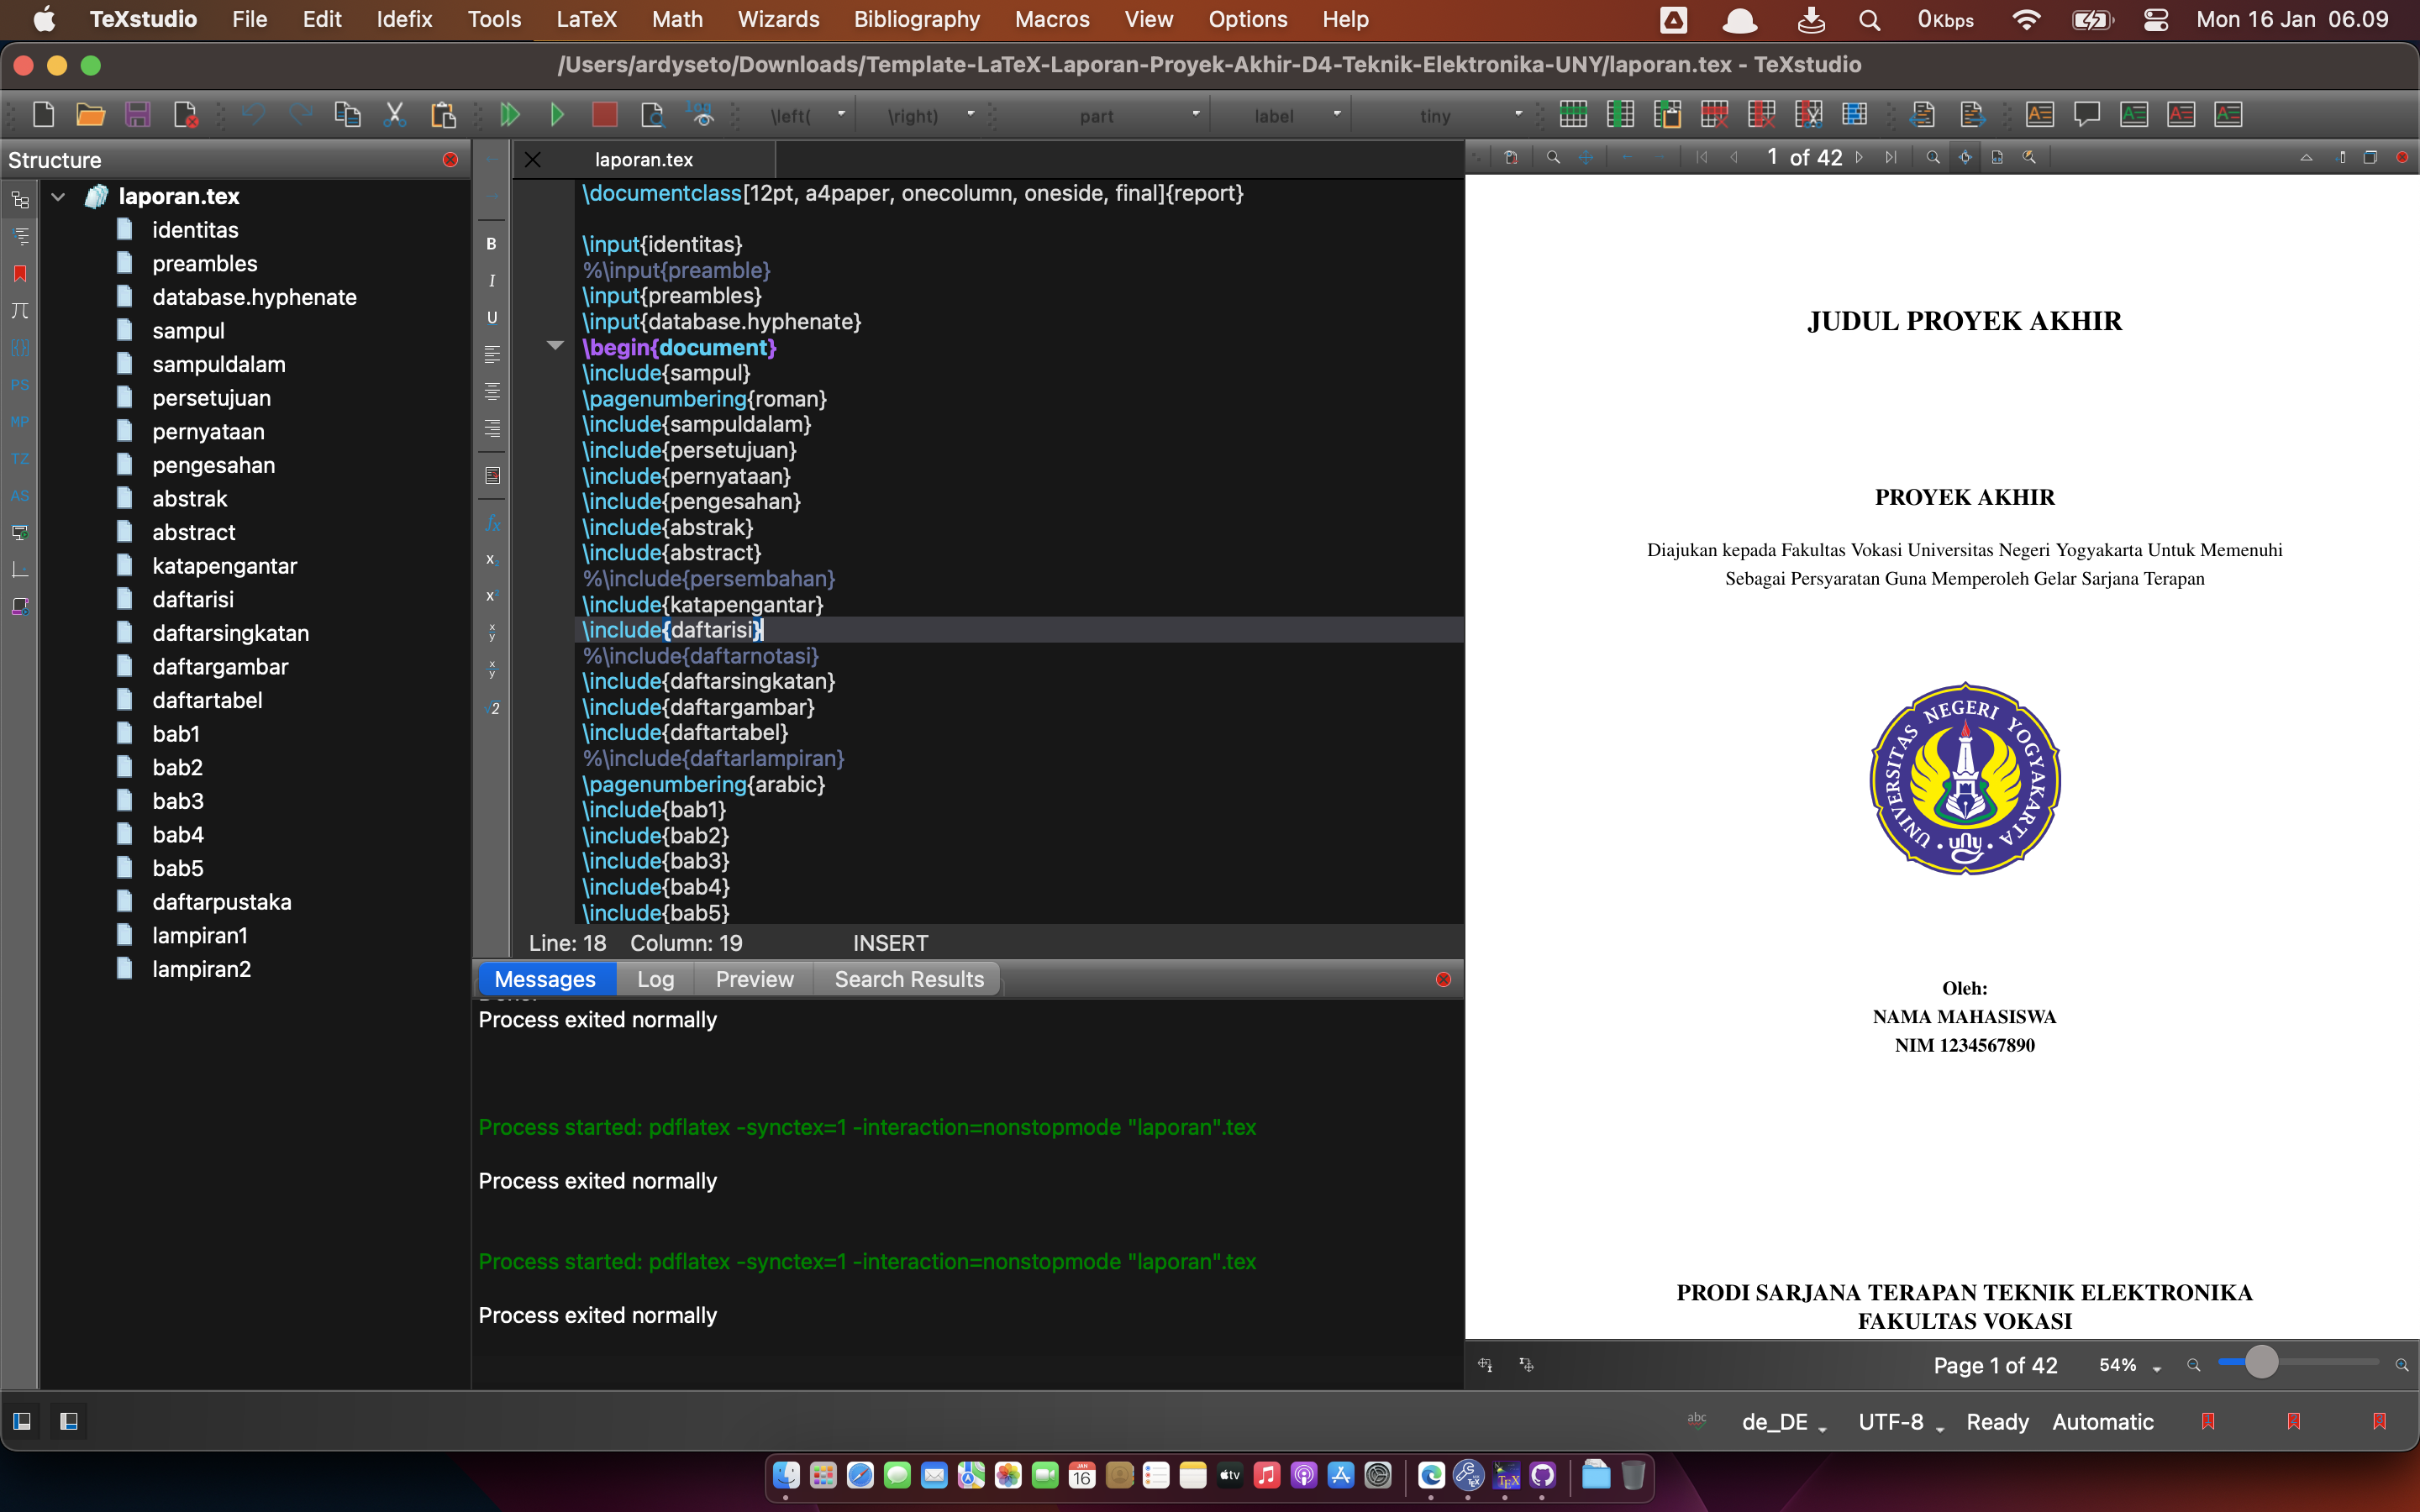 TeXstudio File Edit Idefix Tools LaTeX Math Wizards Bibliography Macros View Options Help 0Kbps Mon 16 Jan 06.09
/Users/ardyseto/Downloads/Template-LaTeX-Laporan-Proyek-Akhir-D4-Teknik-Elektronika-UNY/laporan.tex - TeXstudio
log \left( \right) part label tiny
Structure
laporan.tex
identitas
preambles
database.hyphenate
sampul
sampuldalam
persetujuan
pernyataan
pengesahan
abstrak
abstract
katapengantar
daftarisi
daftarsingkatan
daftargambar
daftartabel
bab1
bab2
bab3
bab4
bab5
daftarpustaka
lampiran1
lampiran2
PS
MP
TZ
AS
B
I
U
laporan.tex
\documentclass[12pt, a4paper, onecolumn, oneside, final]{report}
\input{identitas}
%\input{preamble}
\input{preambles}
\input{database.hyphenate}
\begin{document}
\include{sampul}
\pagenumbering{roman}
\include{sampuldalam}
\include{persetujuan}
\include{pernyataan}
\include{pengesahan}
\include{abstrak}
\include{abstract}
%\include{persembahan}
\include{katapengantar}
\include{daftarisi}
%\include{daftarnotasi}
\include{daftarsingkatan}
\include{daftargambar}
\include{daftartabel}
%\include{daftarlampiran}
\pagenumbering{arabic}
\include{bab1}
\include{bab2}
\include{bab3}
\include{bab4}
\include{bab5}
Line: 18 Column: 19 INSERT
Messages Log Preview Search Results
Process exited normally
Process started: pdflatex -synctex=1 -interaction=nonstopmode "laporan".tex
Process exited normally
Process started: pdflatex -synctex=1 -interaction=nonstopmode "laporan".tex
Process exited normally
1 of 42
JUDUL PROYEK AKHIR
PROYEK AKHIR
Diajukan kepada Fakultas Vokasi Universitas Negeri Yogyakarta Untuk Memenuhi
Sebagai Persyaratan Guna Memperoleh Gelar Sarjana Terapan
UNIVERSITAS NEGERI YOGYAKARTA
uny
Oleh:
NAMA MAHASISWA
NIM 1234567890
PRODI SARJANA TERAPAN TEKNIK ELEKTRONIKA
FAKULTAS VOKASI
Page 1 of 42 54%
abc de_DE UTF-8 Ready Automatic
JAN
16
tv
TEX
TEX